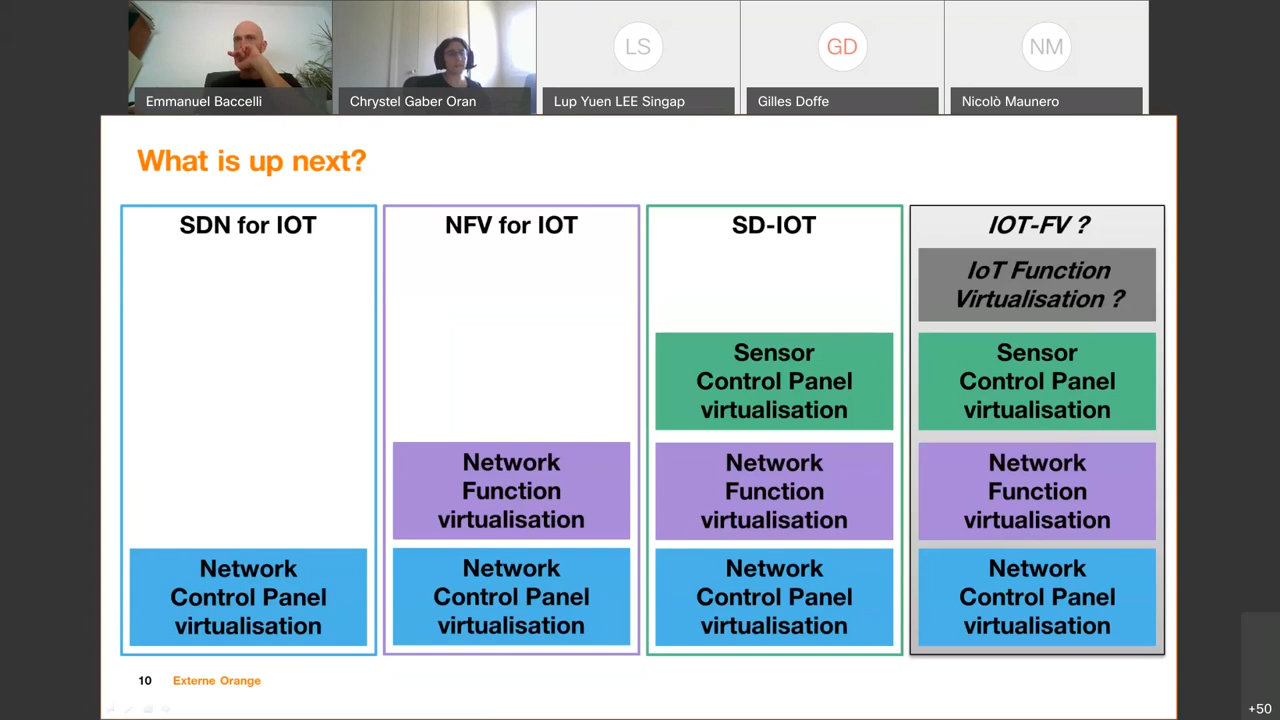 LS
GD
NM
Emmanuel Baccelli
Chrystel Gaber Oran
Lup Yuen LEE Singap
Gilles Doffe
Nicolò Maunero
What is up next?
SDN for IOT
Network
Control Panel
virtualisation
NFV for IOT
Network
Function
virtualisation
Network
Control Panel
virtualisation
SD-IOT
Sensor
Control Panel
virtualisation
Network
Function
virtualisation
Network
Control Panel
virtualisation
IOT-FV ?
IoT Function
Virtualisation ?
Sensor
Control Panel
virtualisation
Network
Function
virtualisation
Network
Control Panel
virtualisation
10 Externe Orange
+50